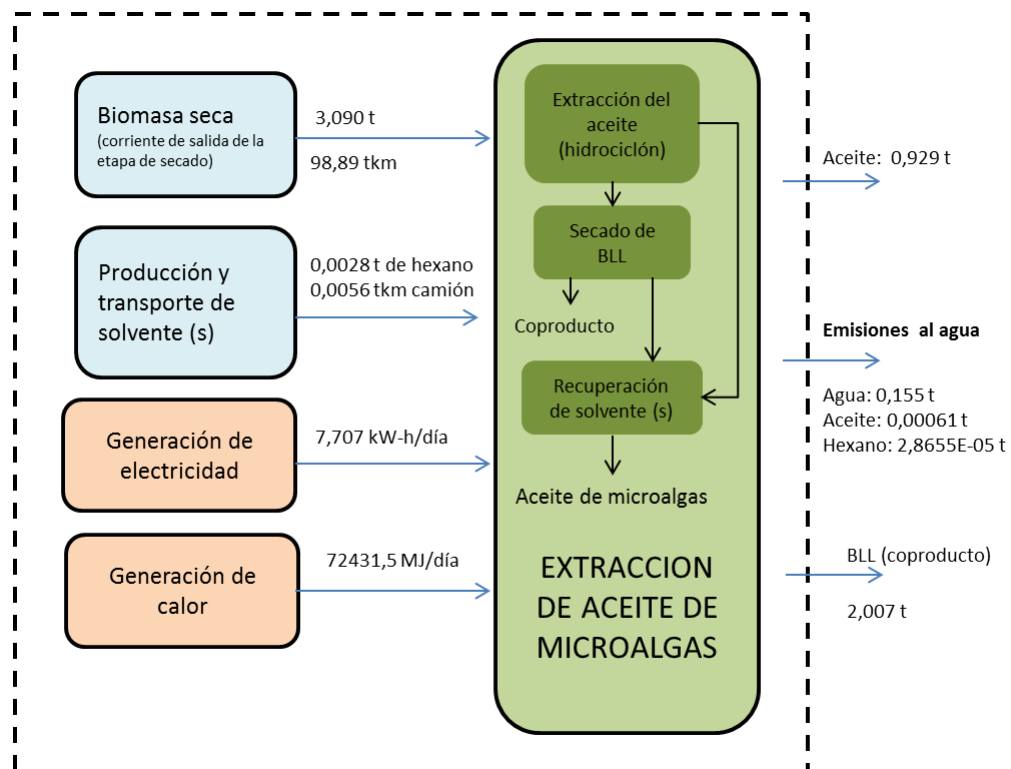 Biomasa seca
(corriente de salida de la
etapa de secado)
3,090 t
98,89 tkm
Producción y
transporte de
solvente (s)
0,0028 t de hexano
0,0056 tkm camión
Generación de
electricidad
7,707 kW-h/día
Generación de
calor
72431,5 MJ/día
Extracción del
aceite
(hidrociclón)
Secado de
BLL
Coproducto
Recuperación
de solvente (s)
Aceite de microalgas
EXTRACCION
DE ACEITE DE
MICROALGAS
Aceite: 0,929 t
Emisiones al agua
Agua: 0,155 t
Aceite: 0,00061 t
Hexano: 2,8655E-05 t
BLL (coproducto)
2,007 t